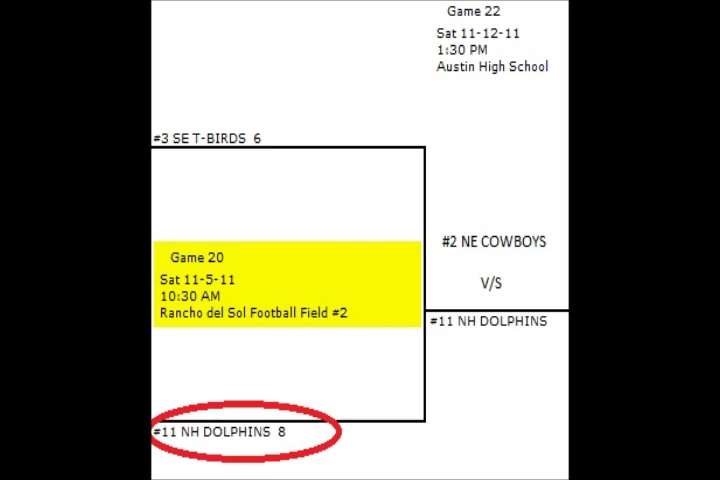 Game 22
Sat 11-12-11
1:30 PM
Austin High School
#3 SE T-BIRDS 6
#2 NE COWBOYS
Game 20
Sat 11-5-11
10:30 AM
Rancho del Sol Football Field #2
V/S
#11 NH DOLPHINS
#11 NH DOLPHINS 8